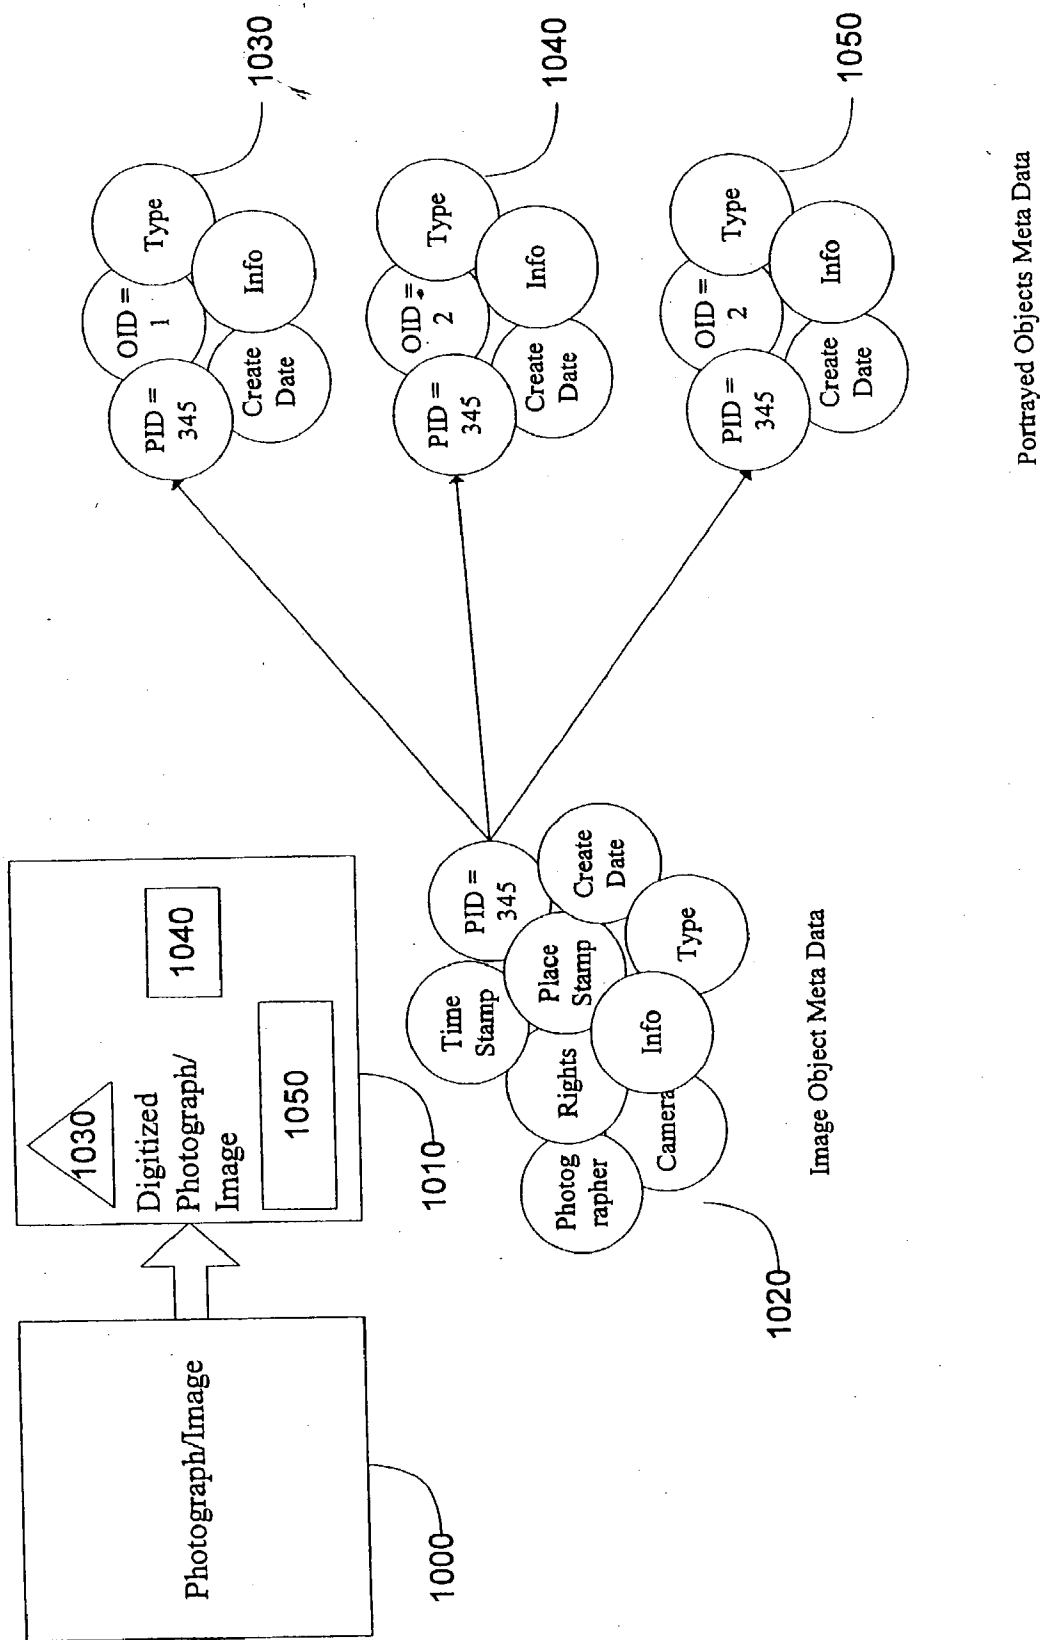 Photograph/Image
1000
1030
Digitized
Photograph/
Image
1040
1050
1010
Time
Stamp
PID =
345
Place
Stamp
Create
Date
Photog
rapher
Rights
Camera
Info
Type
1020
Image Object Meta Data
PID =
345
OID =
1
Type
Create
Date
Info
1030
PID =
345
OID =
2
Type
Create
Date
Info
1040
PID =
345
OID =
2
Type
Create
Date
Info
1050
Portrayed Objects Meta Data